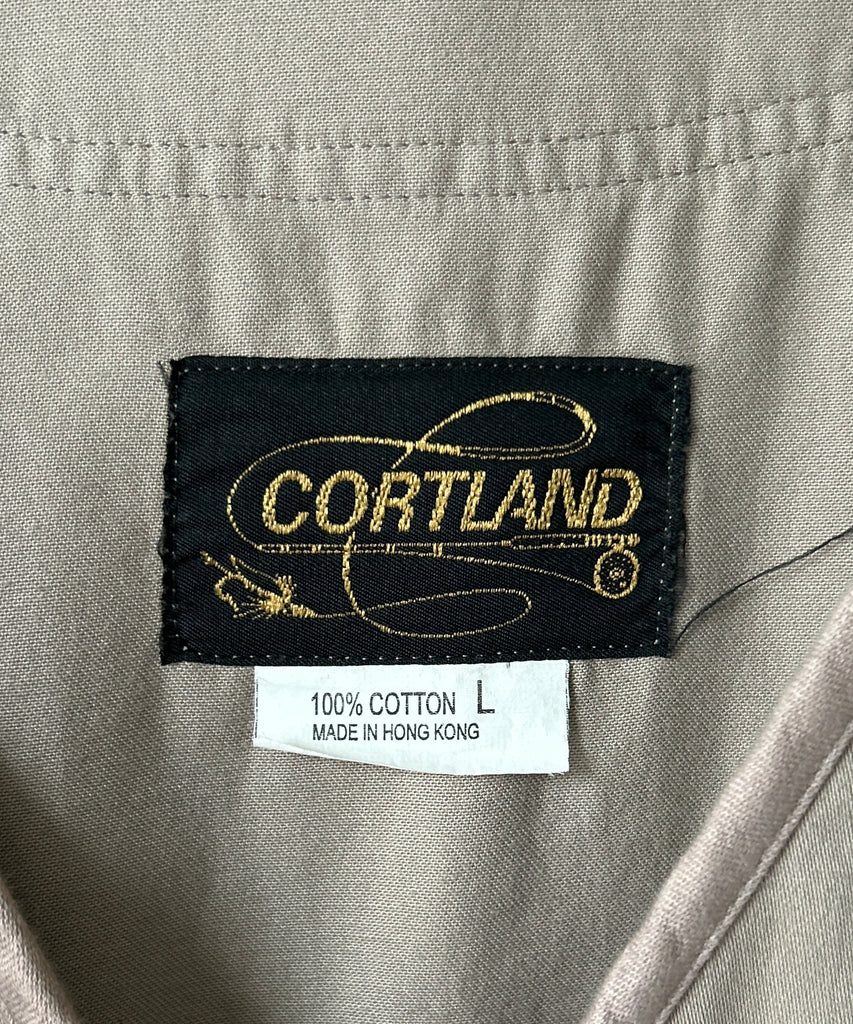 CORTLAND
100% COTTON L
MADE IN HONG KONG